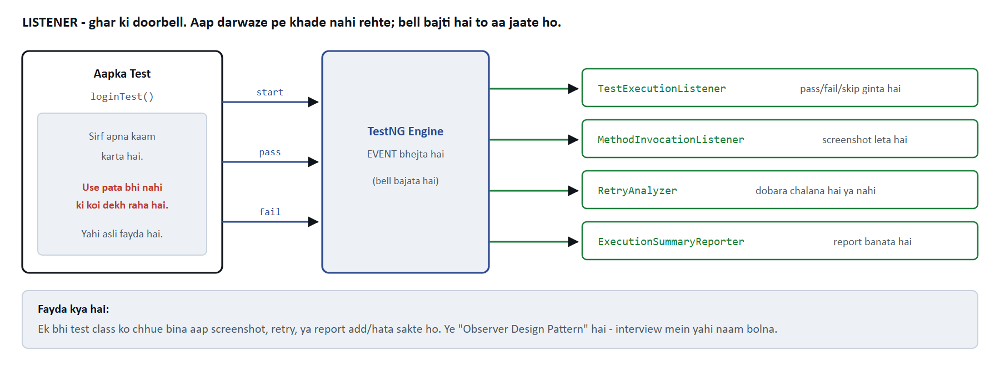 LISTENER - ghar ki doorbell. Aap darwaze pe khade nahi rehte; bell bajti hai to aa jaate ho.
Aapka Test
loginTest()
Sirf apna kaam
karta hai.
Use pata bhi nahi
ki koi dekh raha hai.
Yahi asli fayda hai.
start
pass
fail
TestNG Engine
EVENT bhejta hai
(bell bajata hai)
TestExecutionListener pass/fail/skip ginta hai
MethodInvocationListener screenshot leta hai
RetryAnalyzer dobara chalana hai ya nahi
ExecutionSummaryReporter report banata hai
Fayda kya hai:
Ek bhi test class ko chhue bina aap screenshot, retry, ya report add/hata sakte ho. Ye "Observer Design Pattern" hai - interview mein yahi naam bolna.